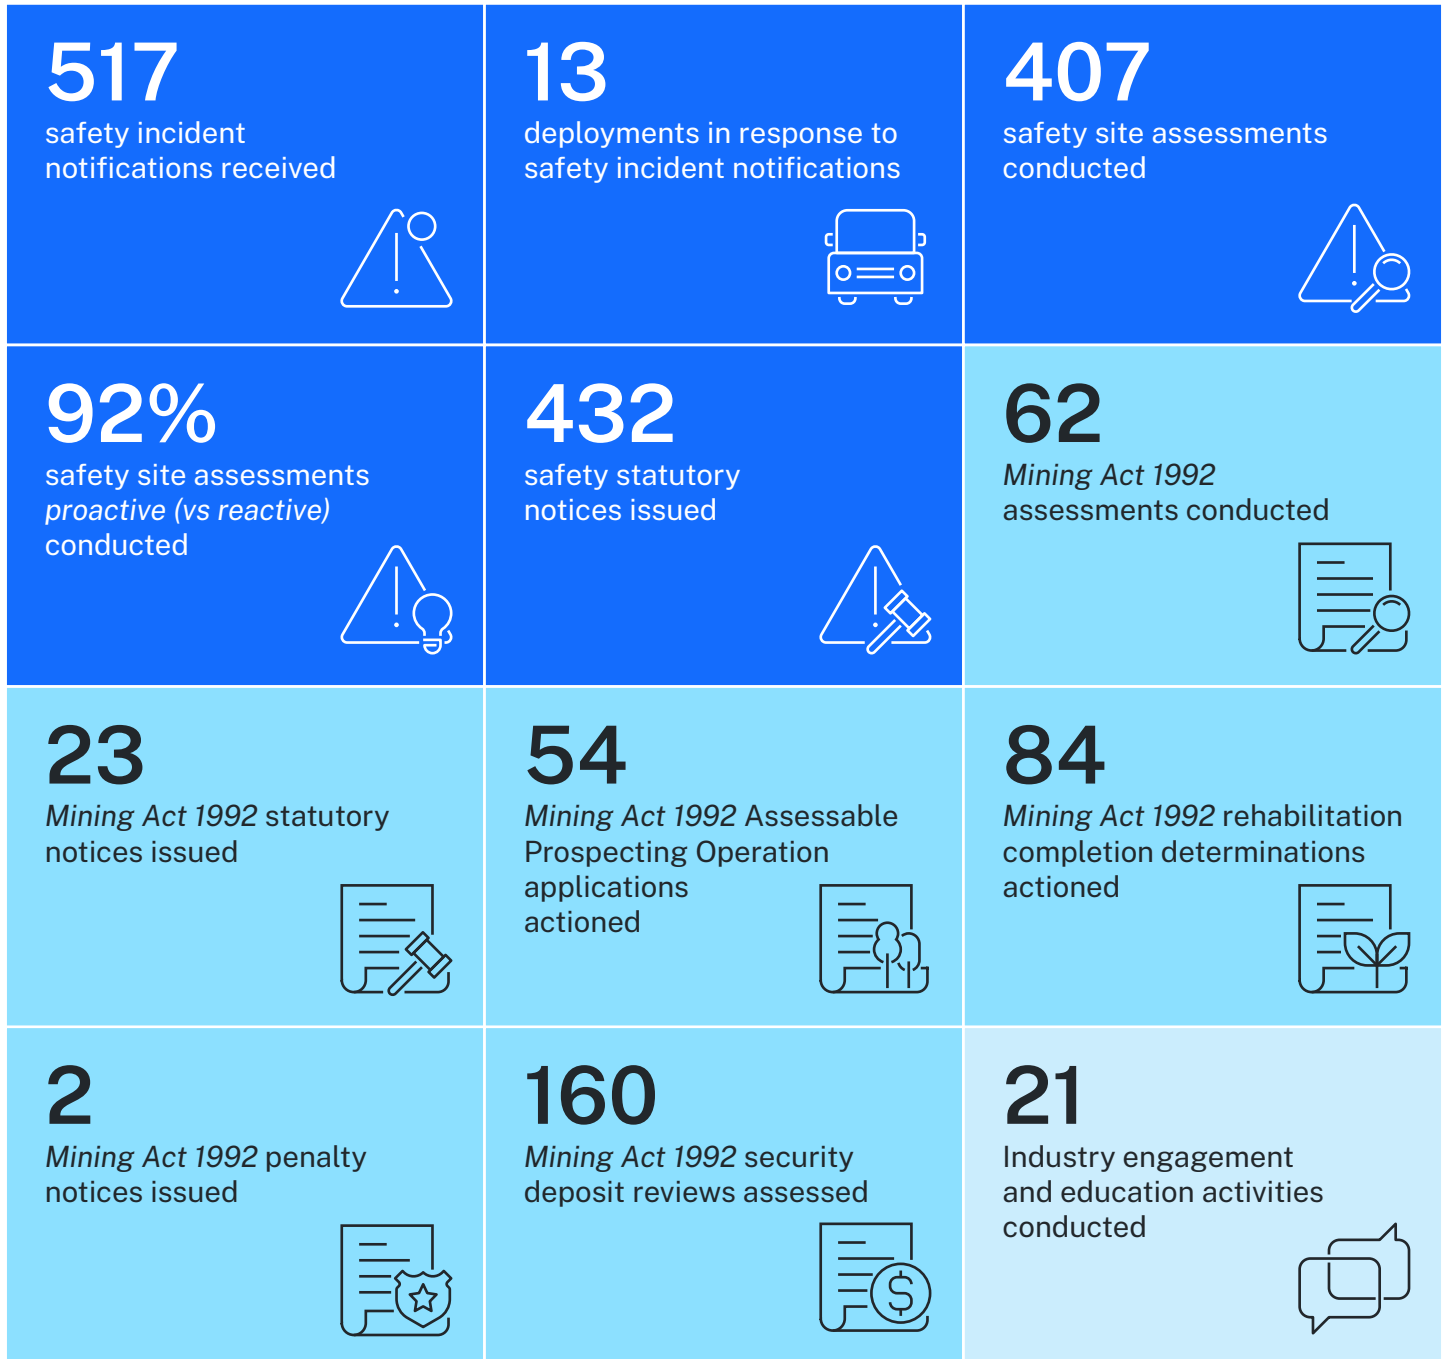 517
safety incident
notifications received
13
deployments in response to
safety incident notifications
407
safety site assessments
conducted
92%
safety site assessments
proactive (vs reactive)
conducted
432
safety statutory
notices issued
62
Mining Act 1992
assessments conducted
23
Mining Act 1992 statutory
notices issued
54
Mining Act 1992 Assessable
Prospecting Operation
applications
actioned
84
Mining Act 1992 rehabilitation
completion determinations
actioned
2
Mining Act 1992 penalty
notices issued
160
Mining Act 1992 security
deposit reviews assessed
21
Industry engagement
and education activities
conducted